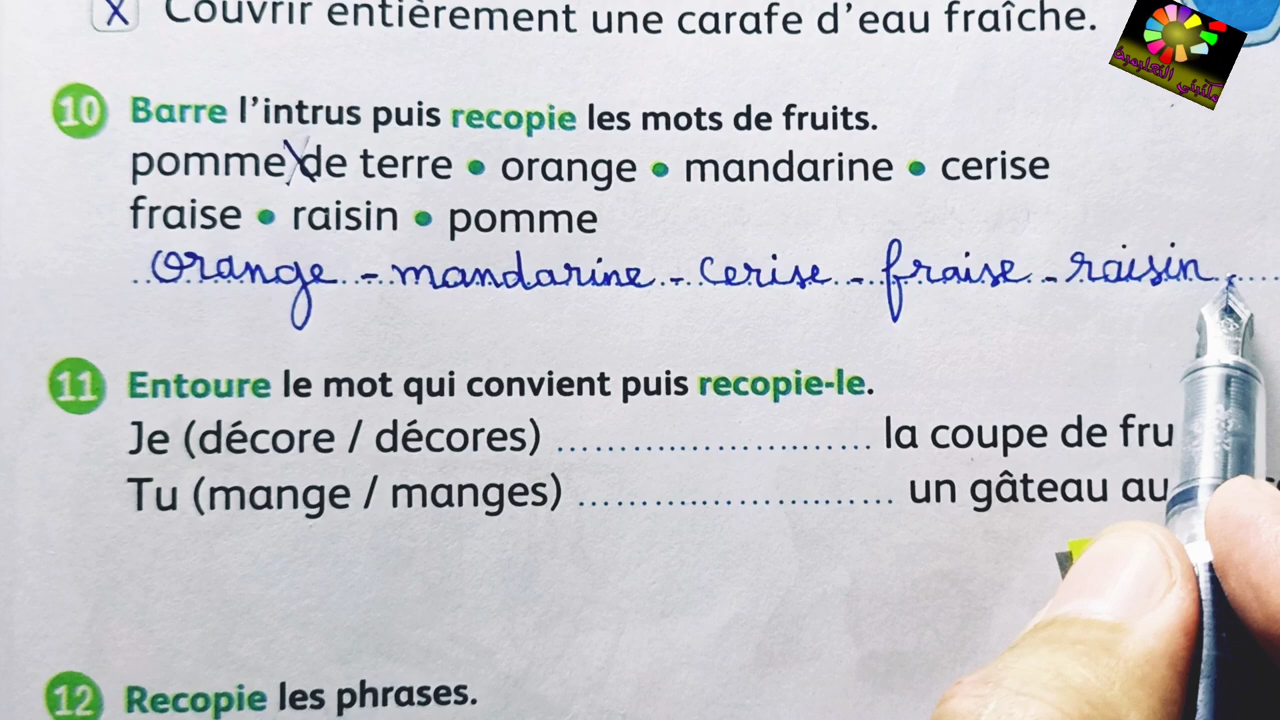 X Couvrir entièrement une carafe d'eau fraîche.
مكتبتي التعليمية
10 Barre l'intrus puis recopie les mots de fruits.
pomme de terre • orange • mandarine • cerise
fraise • raisin • pomme
orange - mandarine - cerise - fraise - raisin
11 Entoure le mot qui convient puis recopie-le.
Je (décore / décores) .......................... la coupe de fru
Tu (mange / manges) .......................... un gâteau au
12 Recopie les phrases.